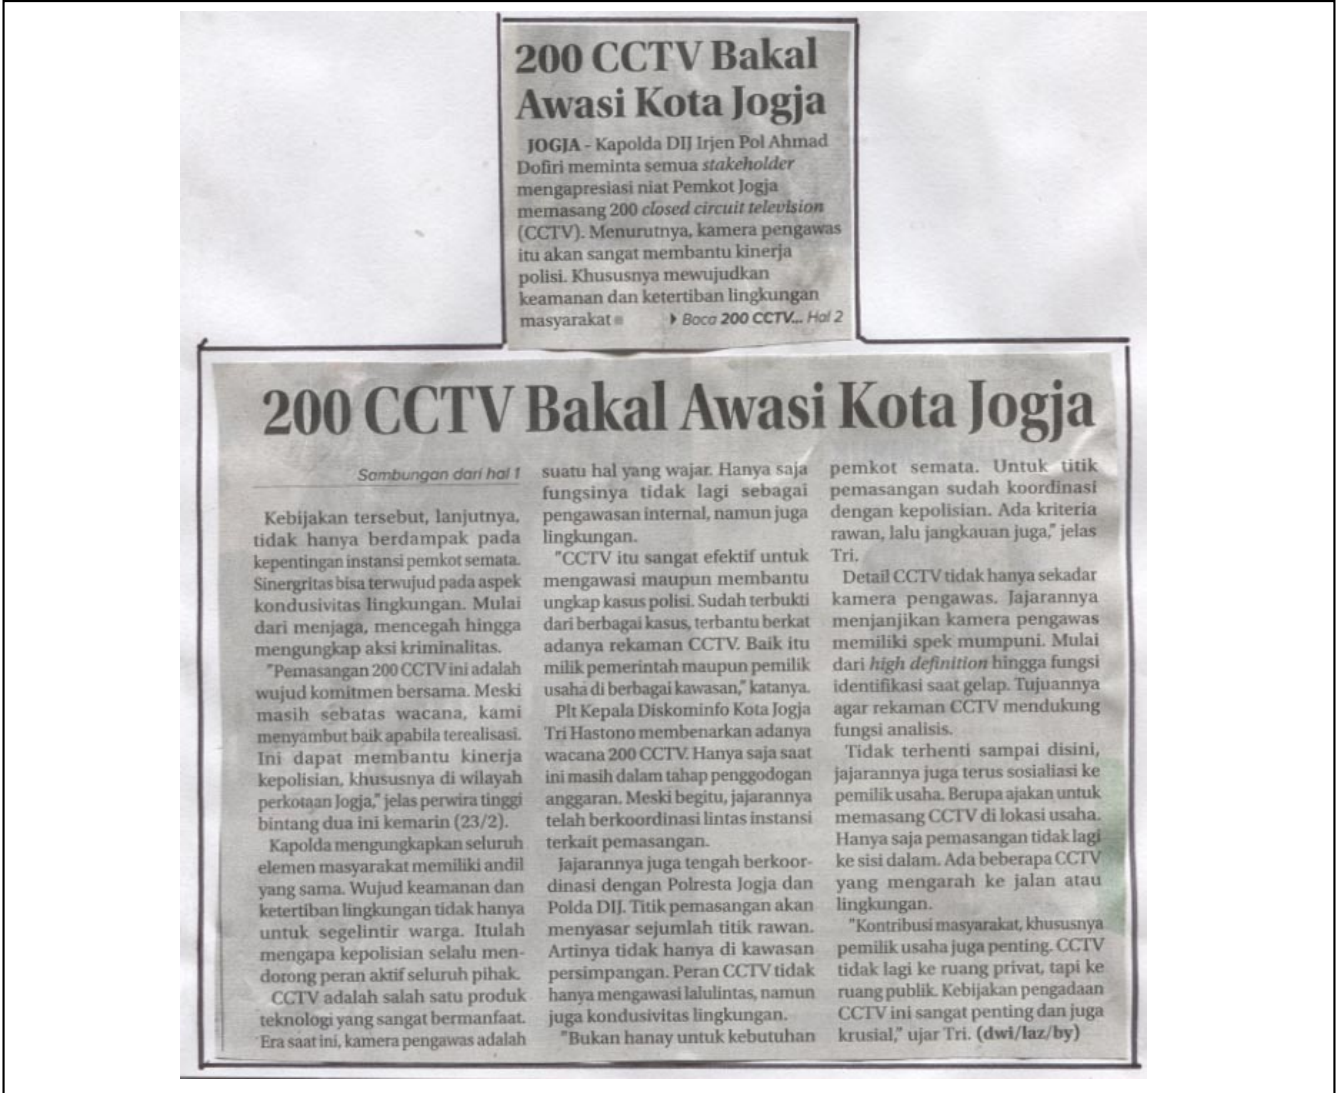 200 CCTV Bakal
Awasi Kota Jogja
JOGJA - Kapolda DIJ Irjen Pol Ahmad
Dofiri meminta semua stakeholder
mengapresiasi niat Pemkot Jogja
memasang 200 closed circuit television
(CCTV). Menurutnya, kamera pengawas
itu akan sangat membantu kinerja
polisi. Khususnya mewujudkan
keamanan dan ketertiban lingkungan
masyarakat
Baca 200 CCTV... Hal 2
200 CCTV Bakal Awasi Kota Jogja
Sambungan dari hal 1
Kebijakan tersebut, lanjutnya,
tidak hanya berdampak pada
kepentingan instansi pemkot semata.
Sinergritas bisa terwujud pada aspek
kondusivitas lingkungan. Mulai
dari menjaga, mencegah hingga
mengungkap aksi kriminalitas.
"Pemasangan 200 CCTV ini adalah
wujud komitmen bersama. Meski
masih sebatas wacana, kami
menyambut baik apabila terealisasi.
Ini dapat membantu kinerja
kepolisian, khususnya di wilayah
perkotaan Jogja," jelas perwira tinggi
bintang dua ini kemarin (23/2).
Kapolda mengungkapkan seluruh
elemen masyarakat memiliki andil
yang sama. Wujud keamanan dan
ketertiban lingkungan tidak hanya
untuk segelintir warga. Itulah
mengapa kepolisian selalu men-
dorong peran aktif seluruh pihak.
CCTV adalah salah satu produk
teknologi yang sangat bermanfaat.
Era saat ini, kamera pengawas adalah
suatu hal yang wajar. Hanya saja
fungsinya tidak lagi sebagai
pengawasan internal, namun juga
lingkungan.
"CCTV itu sangat efektif untuk
mengawasi maupun membantu
ungkap kasus polisi. Sudah terbukti
dari berbagai kasus, terbantu berkat
adanya rekaman CCTV. Baik itu
milik pemerintah maupun pemilik
usaha di berbagai kawasan," katanya.
Plt Kepala Diskominfo Kota Jogja
Tri Hastono membenarkan adanya
wacana 200 CCTV. Hanya saja saat
ini masih dalam tahap penggodogan
anggaran. Meski begitu, jajarannya
telah berkoordinasi lintas instansi
terkait pemasangan.
Jajarannya juga tengah berkoor-
dinasi dengan Polresta Jogja dan
Polda DIJ. Titik pemasangan akan
menyasar sejumlah titik rawan.
Artinya tidak hanya di kawasan
persimpangan. Peran CCTV tidak
hanya mengawasi lalulintas, namun
juga kondusivitas lingkungan.
"Bukan hanay untuk kebutuhan
pemkot semata. Untuk titik
pemasangan sudah koordinasi
dengan kepolisian. Ada kriteria
rawan, lalu jangkauan juga," jelas
Tri.
Detail CCTV tidak hanya sekadar
kamera pengawas. Jajarannya
menjanjikan kamera pengawas
memiliki spek mumpuni. Mulai
dari high definition hingga fungsi
identifikasi saat gelap. Tujuannya
agar rekaman CCTV mendukung
fungsi analisis.
Tidak terhenti sampai disini,
jajarannya juga terus sosialiasi ke
pemilik usaha. Berupa ajakan untuk
memasang CCTV di lokasi usaha.
Hanya saja pemasangan tidak lagi
ke sisi dalam. Ada beberapa CCTV
yang mengarah ke jalan atau
lingkungan.
"Kontribusi masyarakat, khususnya
pemilik usaha juga penting. CCTV
tidak lagi ke ruang privat, tapi ke
ruang publik. Kebijakan pengadaan
CCTV ini sangat penting dan juga
krusial," ujar Tri. (dwi/laz/by)